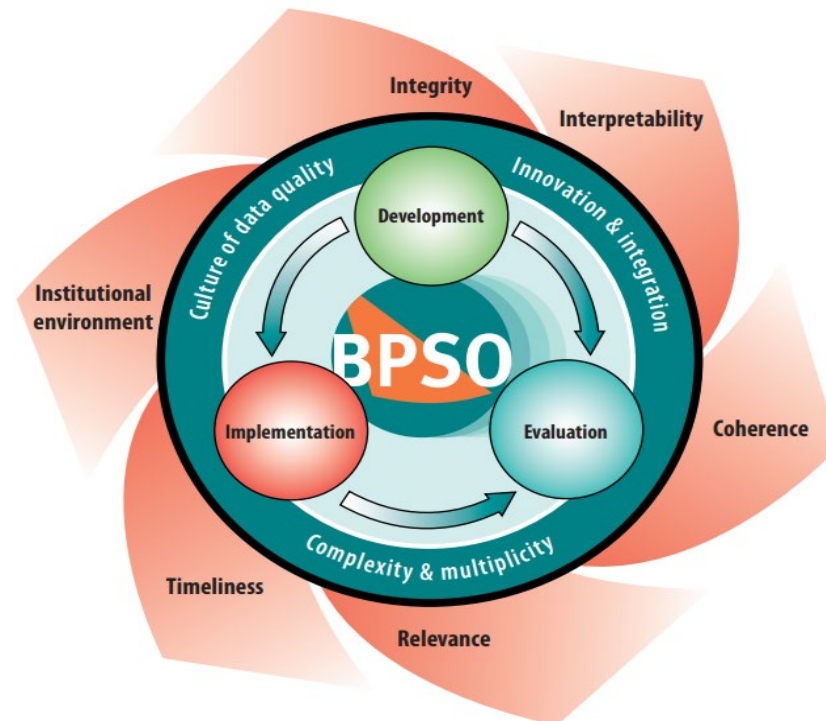 Integrity
Interpretability
Culture of data quality
Innovation & integration
Development
Institutional
environment
BPSO
Implementation
Evaluation
Coherence
Complexity & multiplicity
Timeliness
Relevance